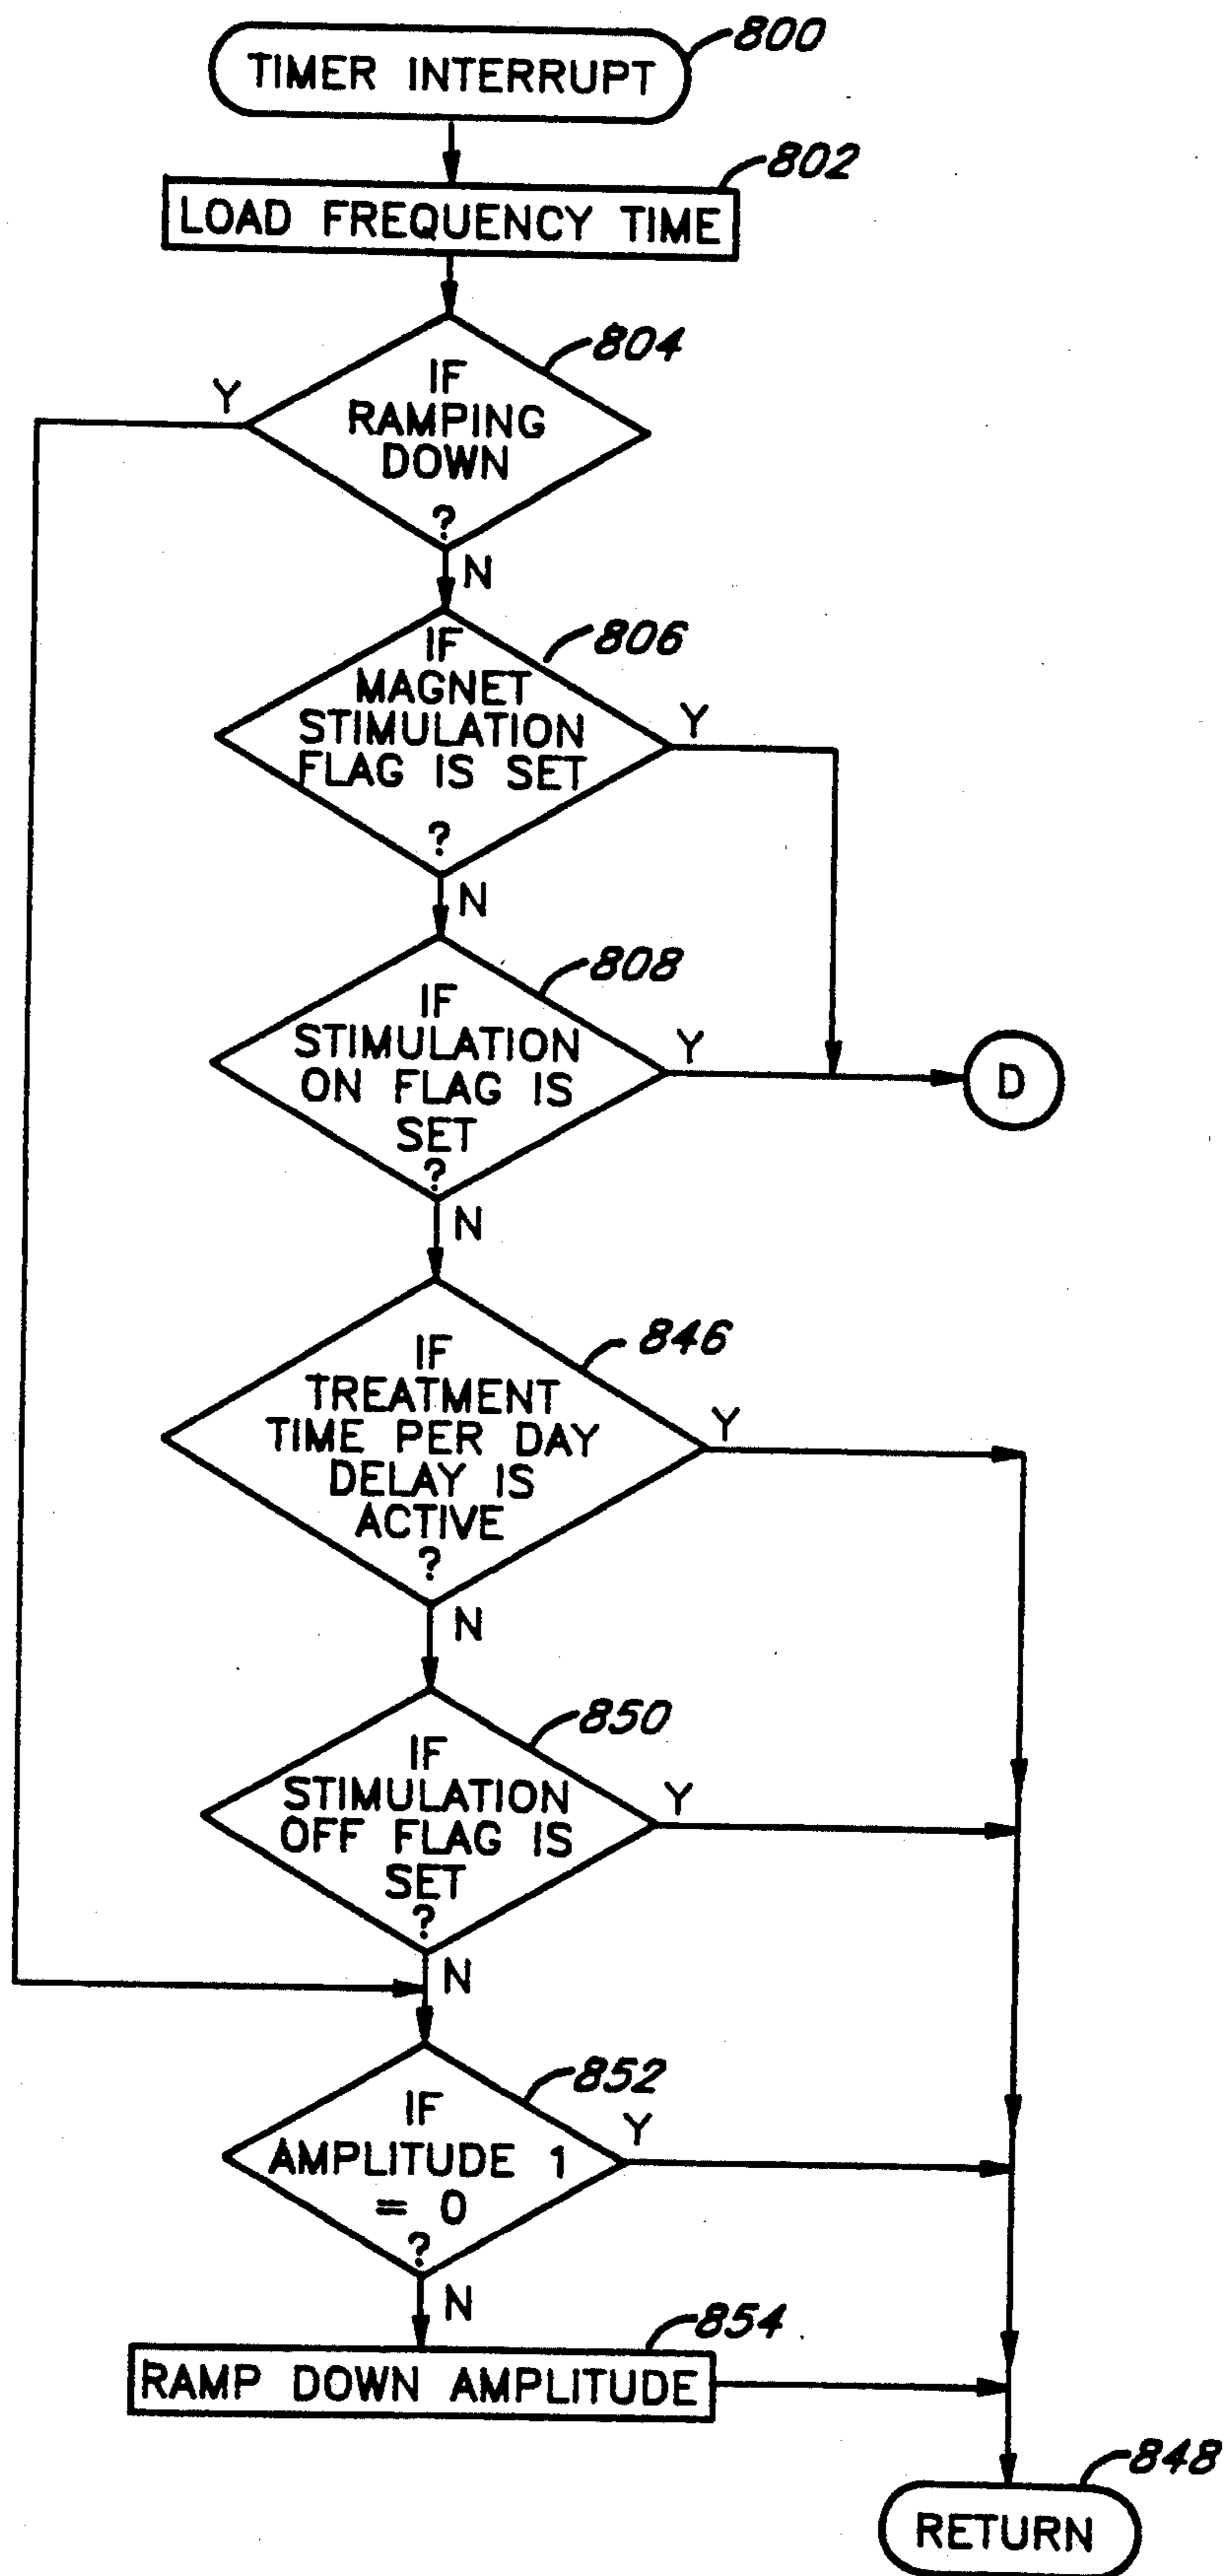 TIMER INTERRUPT
800
LOAD FREQUENCY TIME
802
IF
RAMPING
DOWN
?
804
Y
N
IF
MAGNET
STIMULATION
FLAG IS SET
?
806
Y
N
IF
STIMULATION
ON FLAG IS
SET
?
808
Y
D
N
IF
TREATMENT
TIME PER DAY
DELAY IS
ACTIVE
?
846
Y
N
IF
STIMULATION
OFF FLAG IS
SET
?
850
Y
N
IF
AMPLITUDE 1
= 0
?
852
Y
N
RAMP DOWN AMPLITUDE
854
RETURN
848